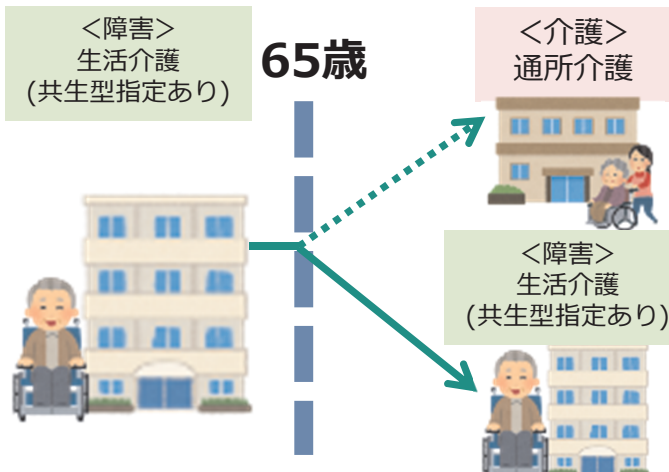 ＜障害＞
生活介護
(共生型指定あり)
65歳
＜介護＞
通所介護
＜障害＞
生活介護
(共生型指定あり)